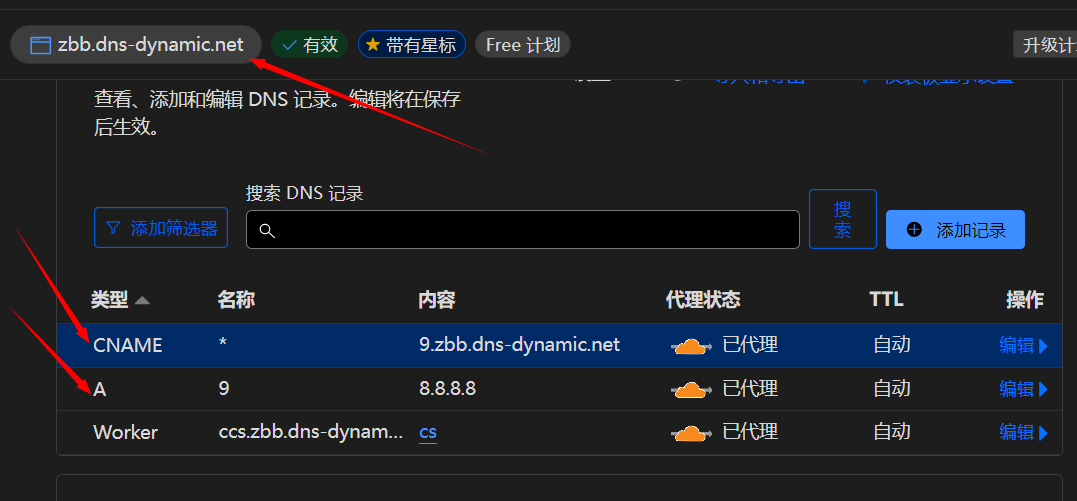 zbb.dns-dynamic.net 有效 带有星标 Free 计划 升级计
查看、添加和编辑 DNS 记录。编辑将在保存
后生效。
搜索 DNS 记录
添加筛选器
搜
索
添加记录
类型 名称 内容 代理状态 TTL 操作
CNAME * 9.zbb.dns-dynamic.net 已代理 自动 编辑
A 9 8.8.8.8 已代理 自动 编辑
Worker ccs.zbb.dns-dynam... cs 已代理 自动 编辑